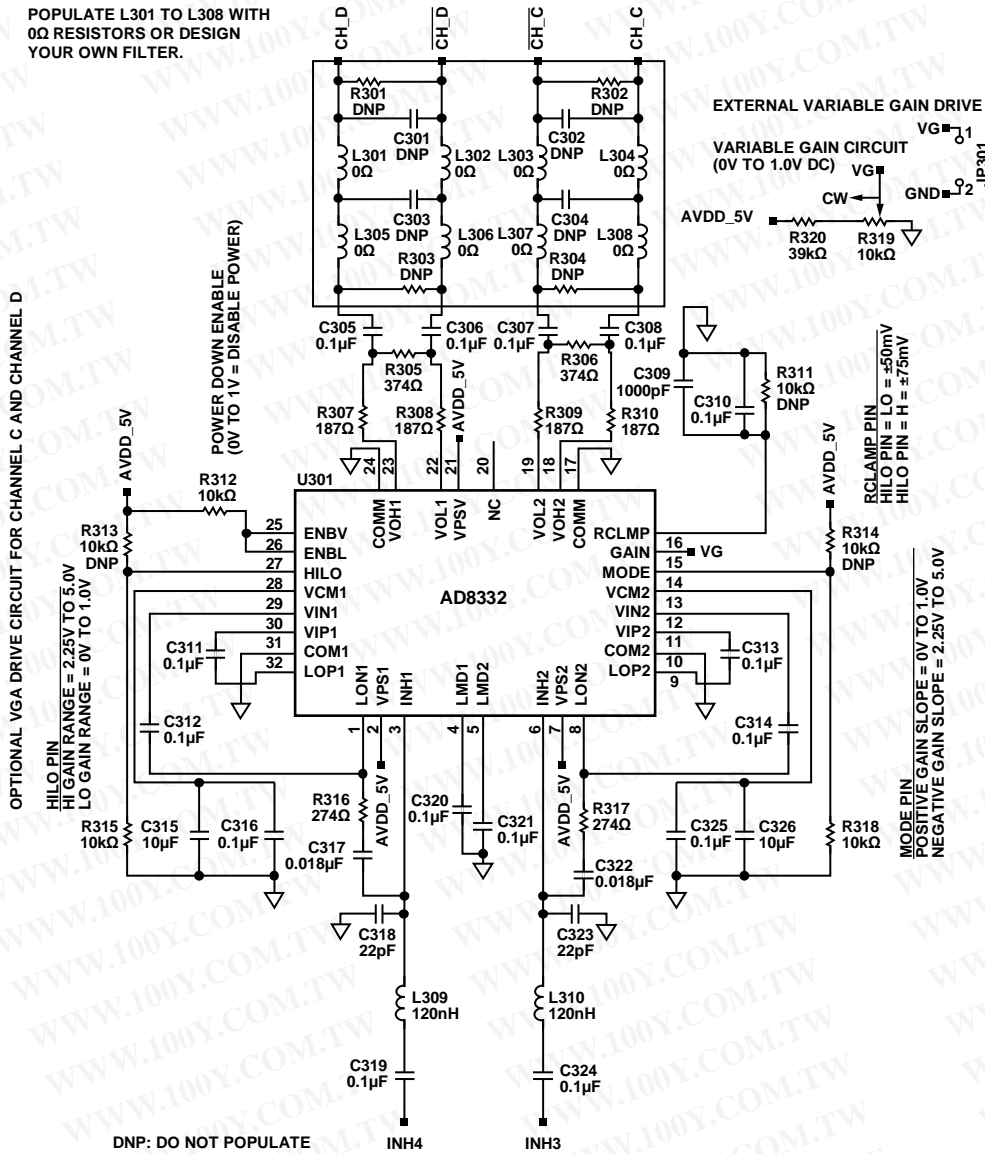 POPULATE L301 TO L308 WITH
0Ω RESISTORS OR DESIGN
YOUR OWN FILTER.
CH_D
CH_D
CH_C
CH_C
R301
DNP
R302
DNP
C301
DNP
C302
DNP
L301
0Ω
L302
0Ω
L303
0Ω
L304
0Ω
C303
DNP
C304
DNP
L305
0Ω
L306
0Ω
L307
0Ω
L308
0Ω
R303
DNP
R304
DNP
EXTERNAL VARIABLE GAIN DRIVE
VG
1
JP301
VARIABLE GAIN CIRCUIT
(0V TO 1.0V DC)
VG
GND
2
CW
AVDD_5V
R320
39kΩ
R319
10kΩ
C305
0.1µF
C306
0.1µF
C307
0.1µF
C308
0.1µF
R305
374Ω
R306
374Ω
AVDD_5V
R307
187Ω
R308
187Ω
R309
187Ω
R310
187Ω
C309
1000pF
C310
0.1µF
R311
10kΩ
DNP
RCLAMP PIN
HILO PIN = LO = ±50mV
HILO PIN = H = ±75mV
POWER DOWN ENABLE
(0V TO 1V = DISABLE POWER)
OPTIONAL VGA DRIVE CIRCUIT FOR CHANNEL C AND CHANNEL D
AVDD_5V
R312
10kΩ
R313
10kΩ
DNP
AVDD_5V
R314
10kΩ
DNP
U301
24
23
22
21
20
19
18
17
COMM
VOH1
VOL1
VPSV
NC
VOL2
VOH2
COMM
25
ENBV
26
ENBL
27
HILO
28
VCM1
29
VIN1
30
VIP1
31
COM1
32
LOP1
AD8332
RCLMP
16
GAIN
VG
15
MODE
14
VCM2
13
VIN2
12
VIP2
11
COM2
10
LOP2
9
LON1
VPS1
INH1
LMD1
LMD2
INH2
VPS2
LON2
1
2
3
4
5
6
7
8
HILO PIN
HI GAIN RANGE = 2.25V TO 5.0V
LO GAIN RANGE = 0V TO 1.0V
C311
0.1µF
C312
0.1µF
C313
0.1µF
C314
0.1µF
MODE PIN
POSITIVE GAIN SLOPE = 0V TO 1.0V
NEGATIVE GAIN SLOPE = 2.25V TO 5.0V
R315
10kΩ
C315
10µF
C316
0.1µF
R316
274Ω
AVDD_5V
C317
0.018µF
C320
0.1µF
C321
0.1µF
AVDD_5V
R317
274Ω
C322
0.018µF
C325
0.1µF
C326
10µF
R318
10kΩ
C318
22pF
C323
22pF
L309
120nH
L310
120nH
C319
0.1µF
C324
0.1µF
INH4
INH3
DNP: DO NOT POPULATE
WWW.100Y.COM.TW